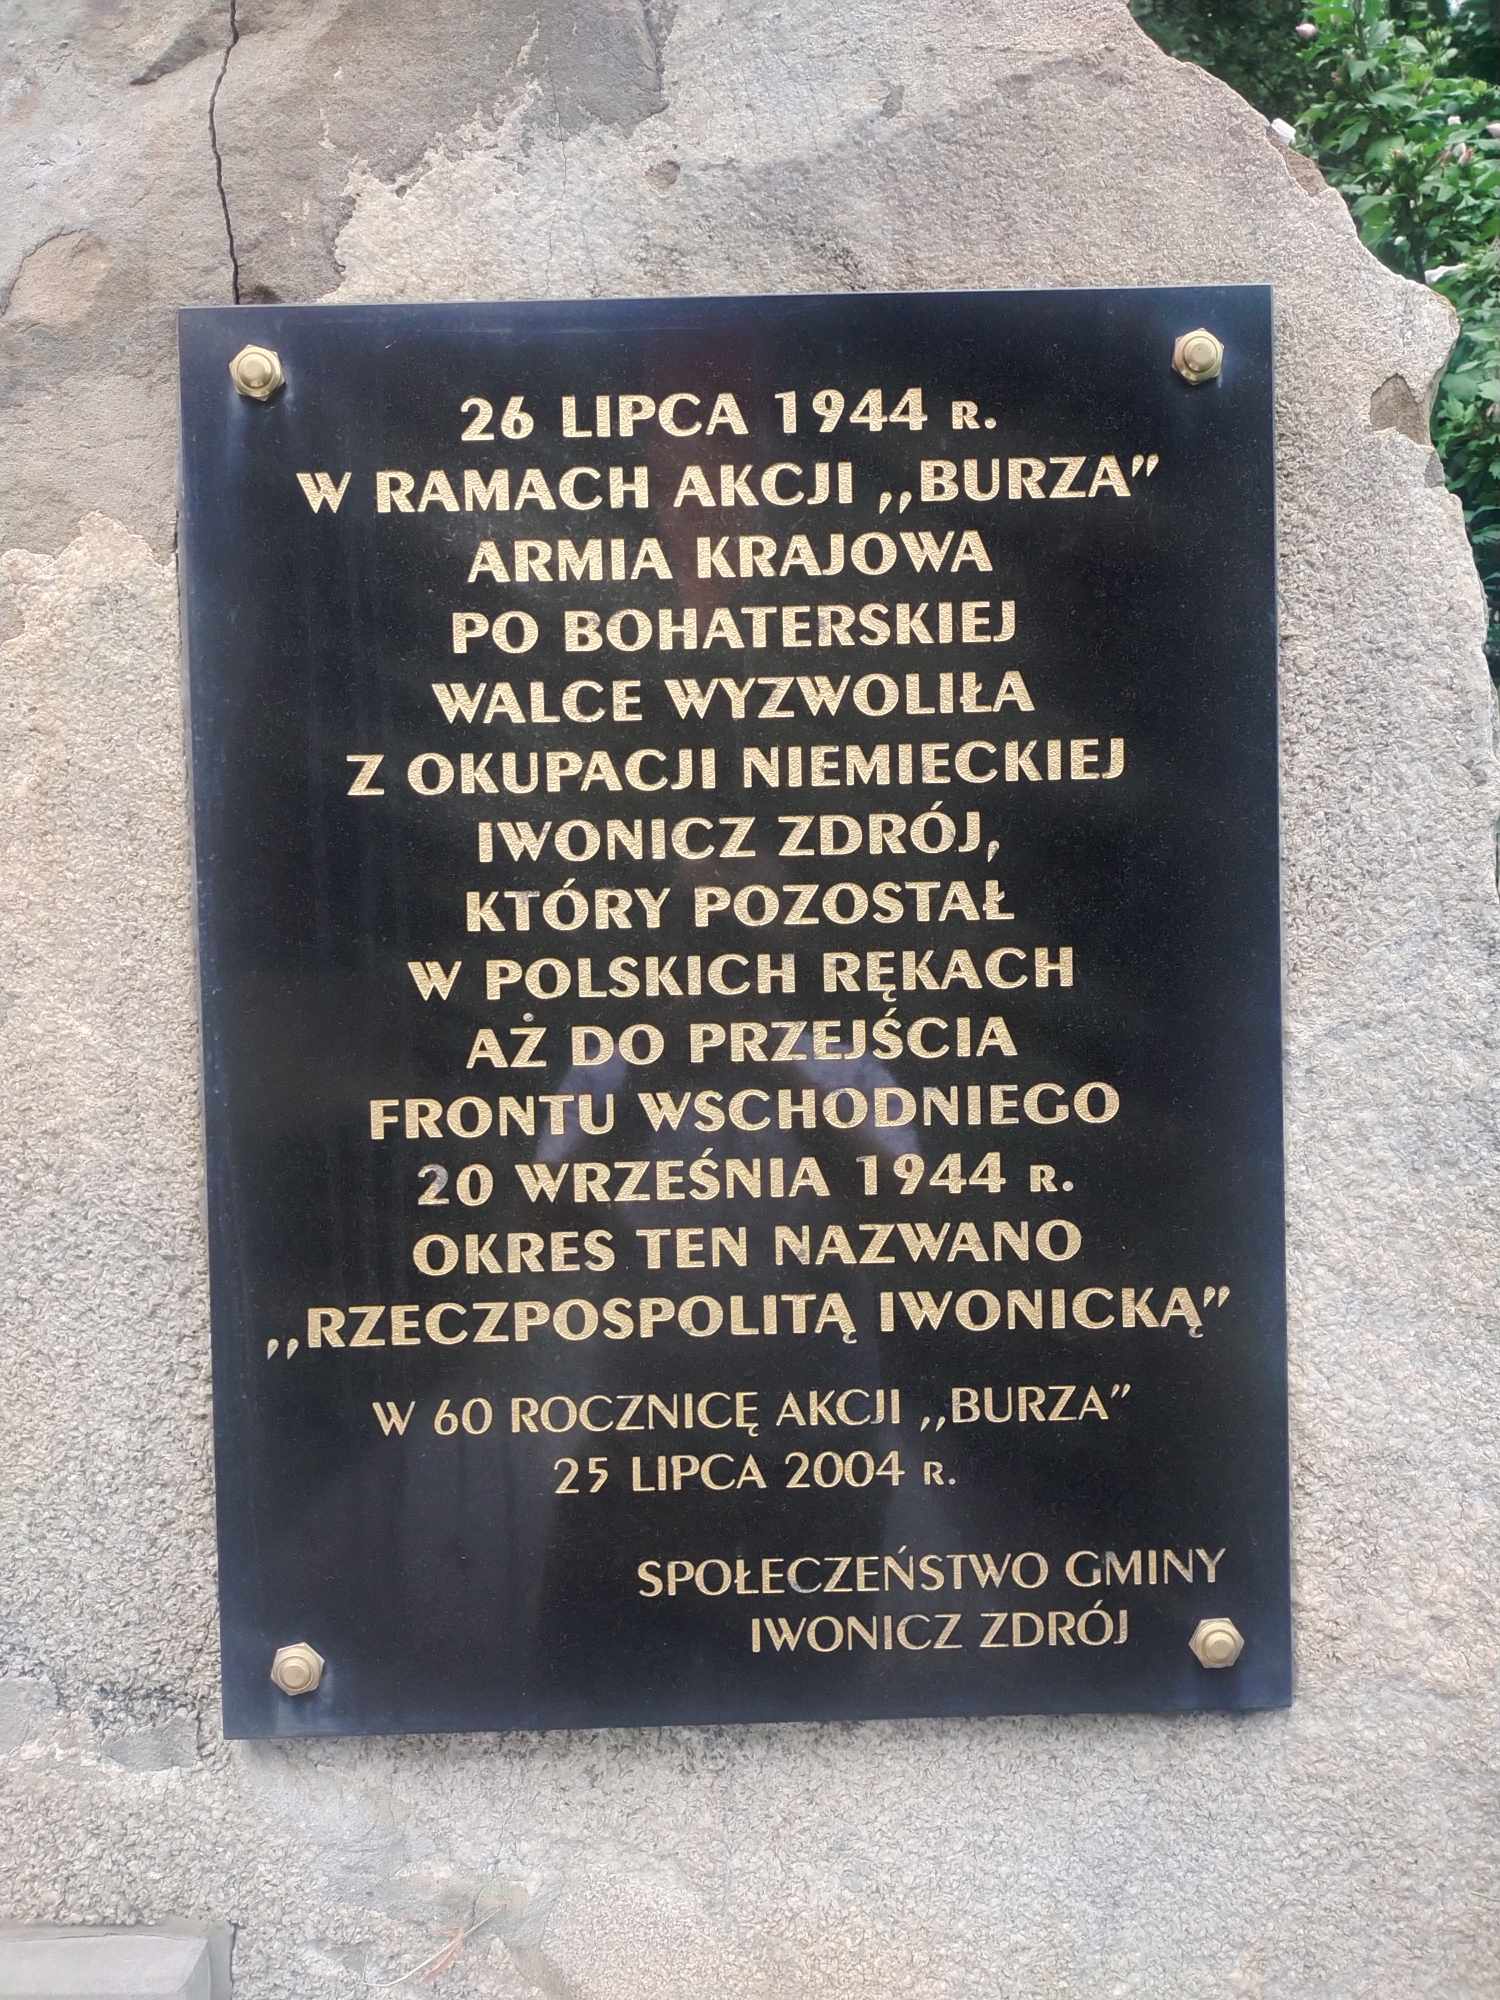 26 LIPCA 1944 R.
W RAMACH AKCJI ,,BURZA”
ARMIA KRAJOWA
PO BOHATERSKIEJ
WALCE WYZWOLIŁA
Z OKUPACJI NIEMIECKIEJ
IWONICZ ZDRÓJ,
KTÓRY POZOSTAŁ
W POLSKICH RĘKACH
AŻ DO PRZEJŚCIA
FRONTU WSCHODNIEGO
20 WRZEŚNIA 1944 R.
OKRES TEN NAZWANO
,,RZECZPOSPOLITĄ IWONICKĄ”
W 60 ROCZNICĘ AKCJI ,,BURZA”
25 LIPCA 2004 R.
SPOŁECZEŃSTWO GMINY
IWONICZ ZDRÓJ